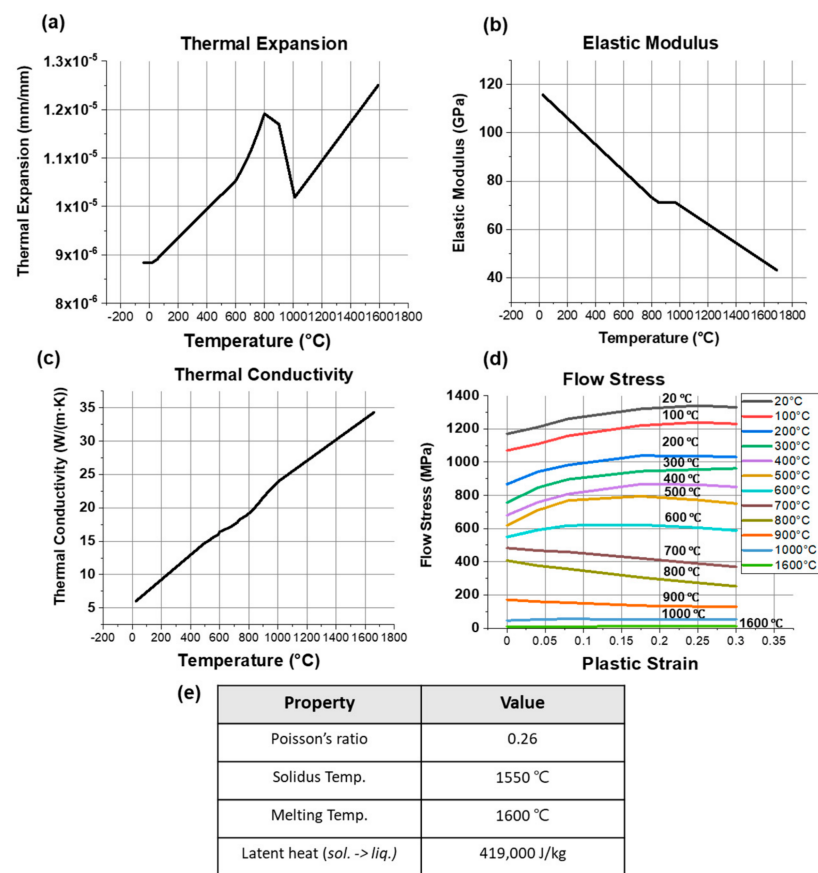 (a)
Thermal Expansion
Thermal Expansion (mm/mm)
1.3x10⁻⁵
1.2x10⁻⁵
1.1x10⁻⁵
1x10⁻⁵
9x10⁻⁶
8x10⁻⁶
-200 0 200 400 600 800 1000 1200 1400 1600 1800
Temperature (°C)
(b)
Elastic Modulus
Elastic Modulus (GPa)
120
100
80
60
40
-200 0 200 400 600 800 1000 1200 1400 1600 1800
Temperature (°C)
(c)
Thermal Conductivity
Thermal Conductivity (W/(m·K))
35
30
25
20
15
10
5
-200 0 200 400 600 800 1000 1200 1400 1600 1800
Temperature (°C)
(d)
Flow Stress
Flow Stress (MPa)
1400
1200
1000
800
600
400
200
0
20 ℃
100 ℃
200 ℃
300 ℃
400 ℃
500 ℃
600 ℃
700 ℃
800 ℃
900 ℃
1000 ℃
1600 ℃
20°C
100°C
200°C
300°C
400°C
500°C
600°C
700°C
800°C
900°C
1000°C
1600°C
0 0.05 0.1 0.15 0.2 0.25 0.3 0.35
Plastic Strain
(e)
Property Value
Poisson's ratio 0.26
Solidus Temp. 1550 ℃
Melting Temp. 1600 ℃
Latent heat (sol. -> liq.) 419,000 J/kg